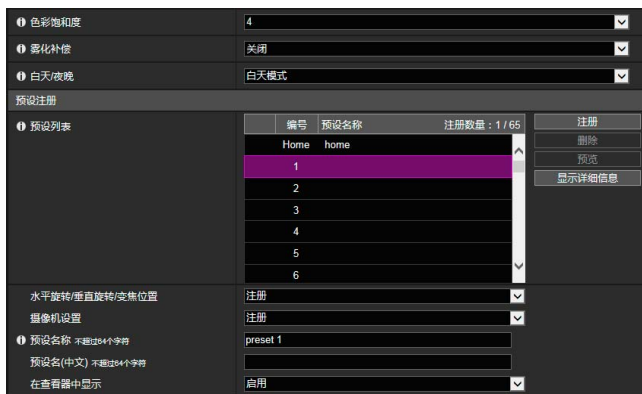 色彩饱和度 4
雾化补偿 关闭
白天/夜晚 白天模式
预设注册
预设列表 编号 预设名称 注册数量：1 / 65 注册
Home home 删除
1 预览
显示详细信息
2
3
4
5
6
水平旋转/垂直旋转/变焦位置 注册
摄像机设置 注册
预设名称 不超过64个字符 preset 1
预设名(中文) 不超过64个字符
在查看器中显示 启用